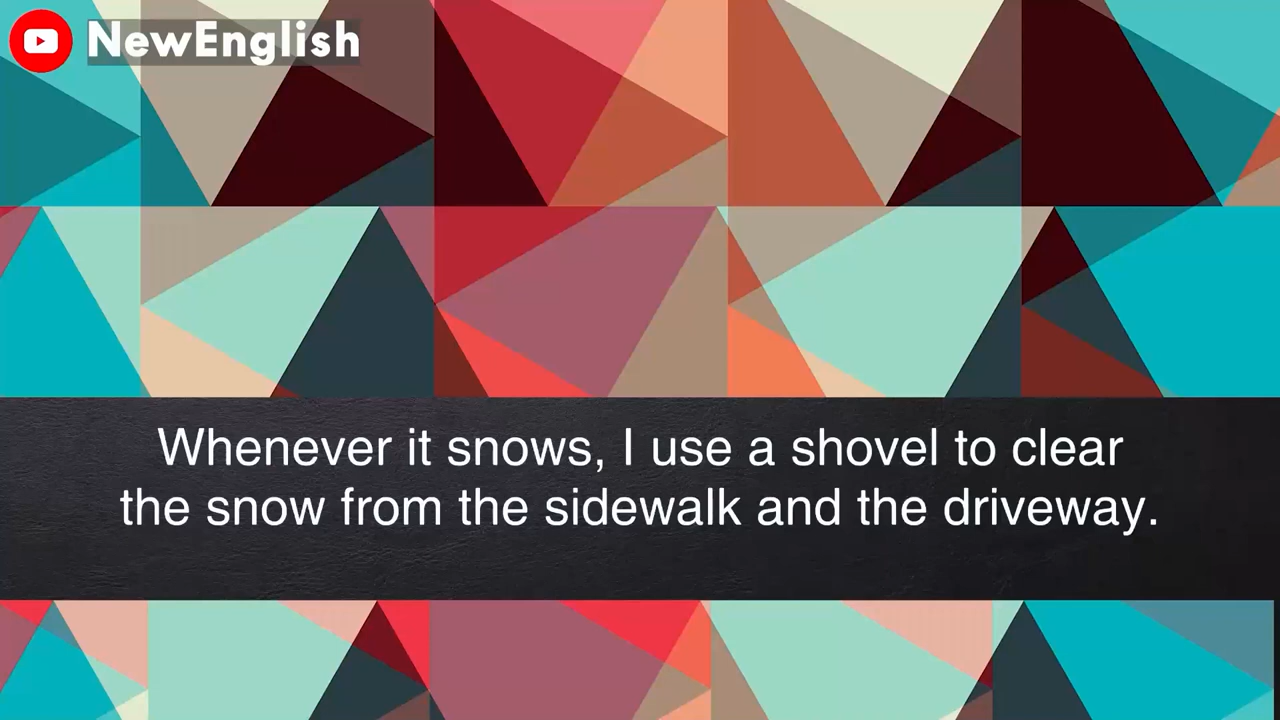 NewEnglish
Whenever it snows, I use a shovel to clear
the snow from the sidewalk and the driveway.